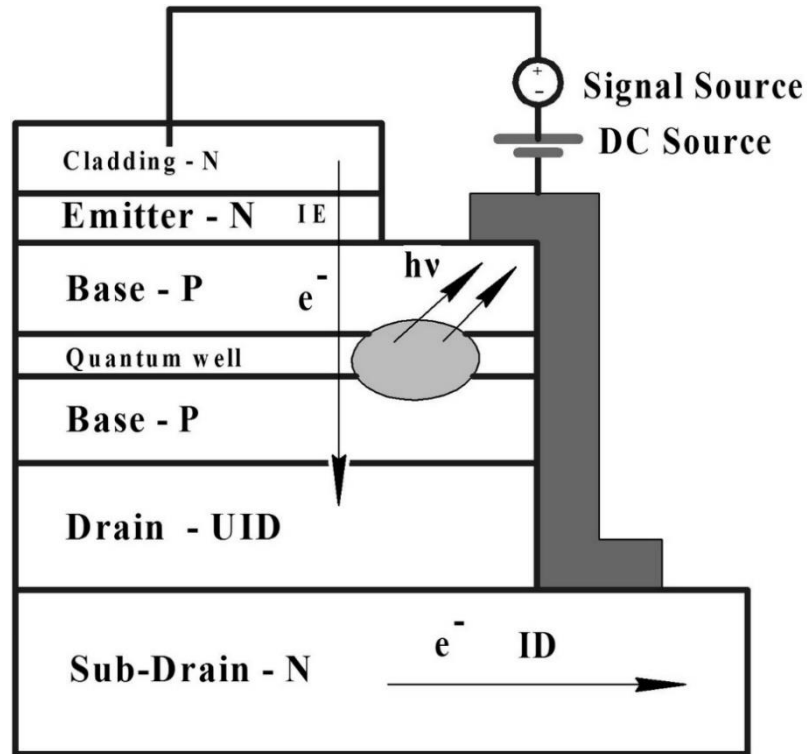 +
-
Signal Source
DC Source
Cladding - N
Emitter - N IE
hν
Base - P e-
Quantum well
Base - P
Drain - UID
e- ID
Sub-Drain - N